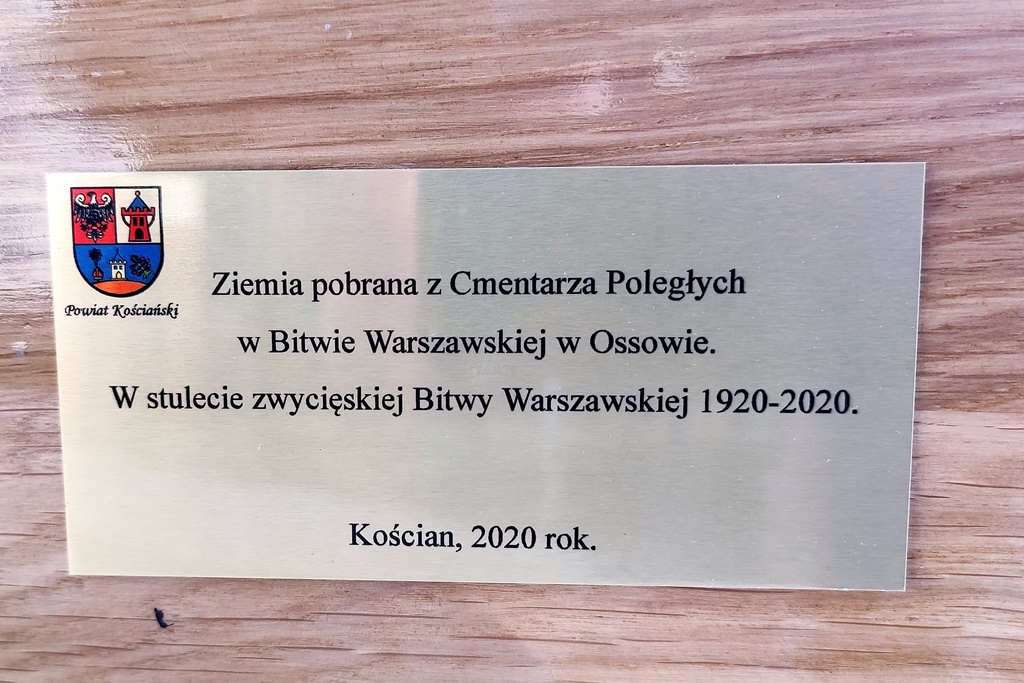 Powiat Kościański
Ziemia pobrana z Cmentarza Poległych
w Bitwie Warszawskiej w Ossowie.
W stulecie zwycięskiej Bitwy Warszawskiej 1920-2020.
Kościan, 2020 rok.